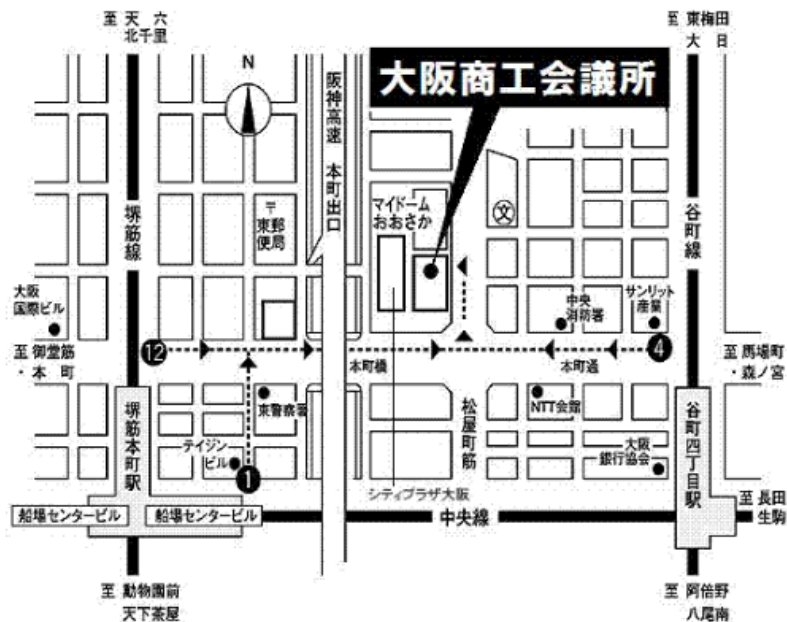 至 天 六
北千里
至 東梅田
大 日
N
阪神高速 本町出口
大阪商工会議所
堺筋線
谷町線
〒
東郵
便局
マイドーム
おおさか
文
大阪
国際ビル
中央
消防署
サンリット
産業
至 御堂筋
・本 町
12
本町橋
本町通
4
至 馬場町
・森ノ宮
堺筋本町駅
東警察署
NTT会館
松屋町筋
谷町四丁目駅
テイジン
ビル
1
大阪
銀行協会
シティプラザ大阪
船場センタービル
船場センタービル
中央線
至 長田
生駒
至 動物園前
天下茶屋
至 阿倍野
八尾南